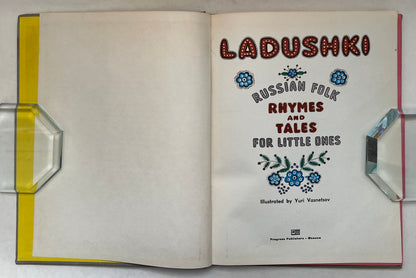 LADUSHKI
RUSSIAN FOLK
RHYMES
AND
TALES
FOR LITTLE ONES
Illustrated by Yuri Vasnetsov
Progress Publishers • Moscow